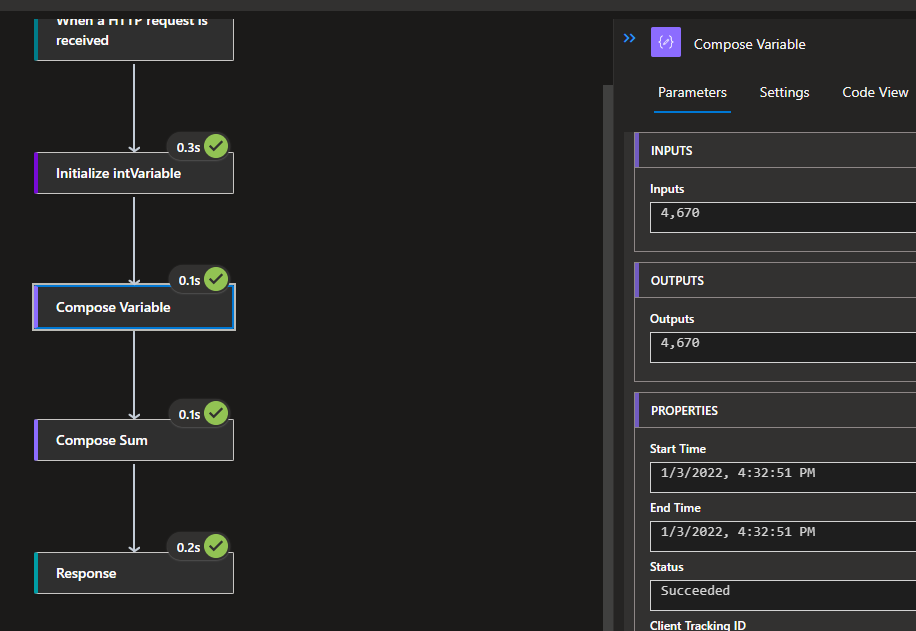 When a HTTP request is
received
0.3s
Initialize intVariable
0.1s
Compose Variable
0.1s
Compose Sum
0.2s
Response
Compose Variable
Parameters Settings Code View
INPUTS
Inputs
4,670
OUTPUTS
Outputs
4,670
PROPERTIES
Start Time
1/3/2022, 4:32:51 PM
End Time
1/3/2022, 4:32:51 PM
Status
Succeeded
Client Tracking ID